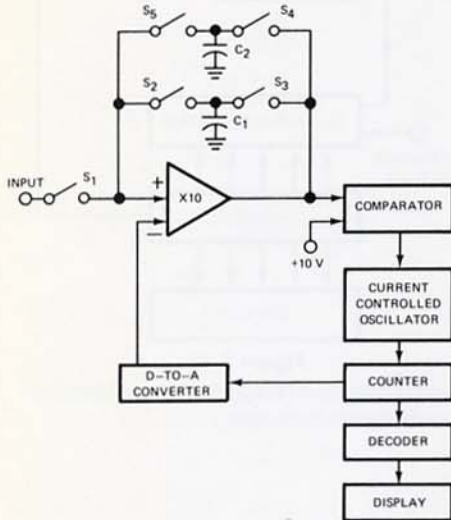 S5
S4
C2
S2
S3
C1
INPUT
S1
+
X10
−
+10 V
COMPARATOR
CURRENT
CONTROLLED
OSCILLATOR
D-TO-A
CONVERTER
COUNTER
DECODER
DISPLAY